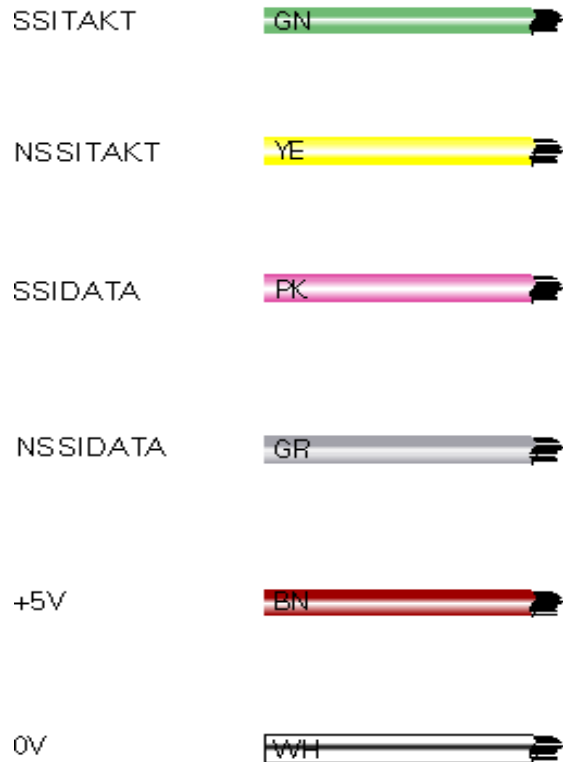 SSITAKT GN
NSSITAKT YE
SSIDATA PK
NSSIDATA GR
+5V BN
0V WH